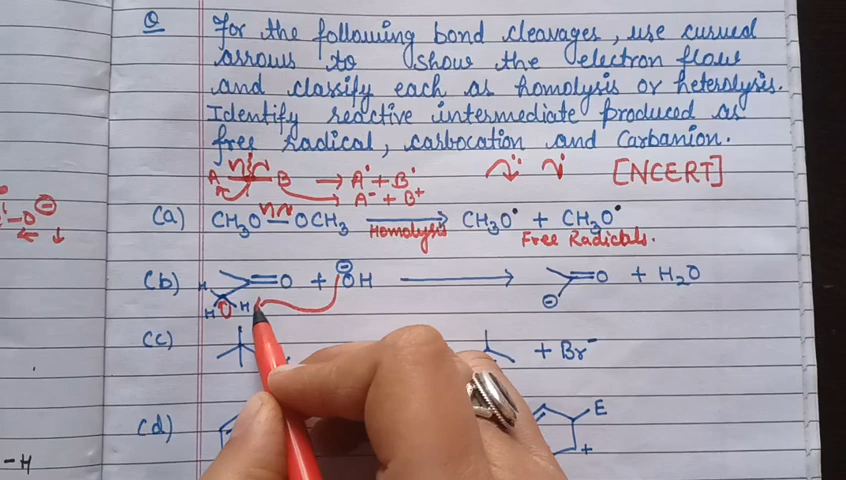 Q For the following bond cleavages, use curved
arrows to show the electron flow
and classify each as homolysis or heterolysis.
Identify reactive intermediate produced as
free radical, carbocation and Carbanion.
A B → A• + B• [NCERT]
A⁻ + B⁺
(a) CH3O–OCH3 → CH3O• + CH3O•
Homolysis Free Radicals.
(b) =O + ⊖OH → =O + H2O
H
H H
⊖
(c) + Br⁻
(d) E
+
O⊖
-H